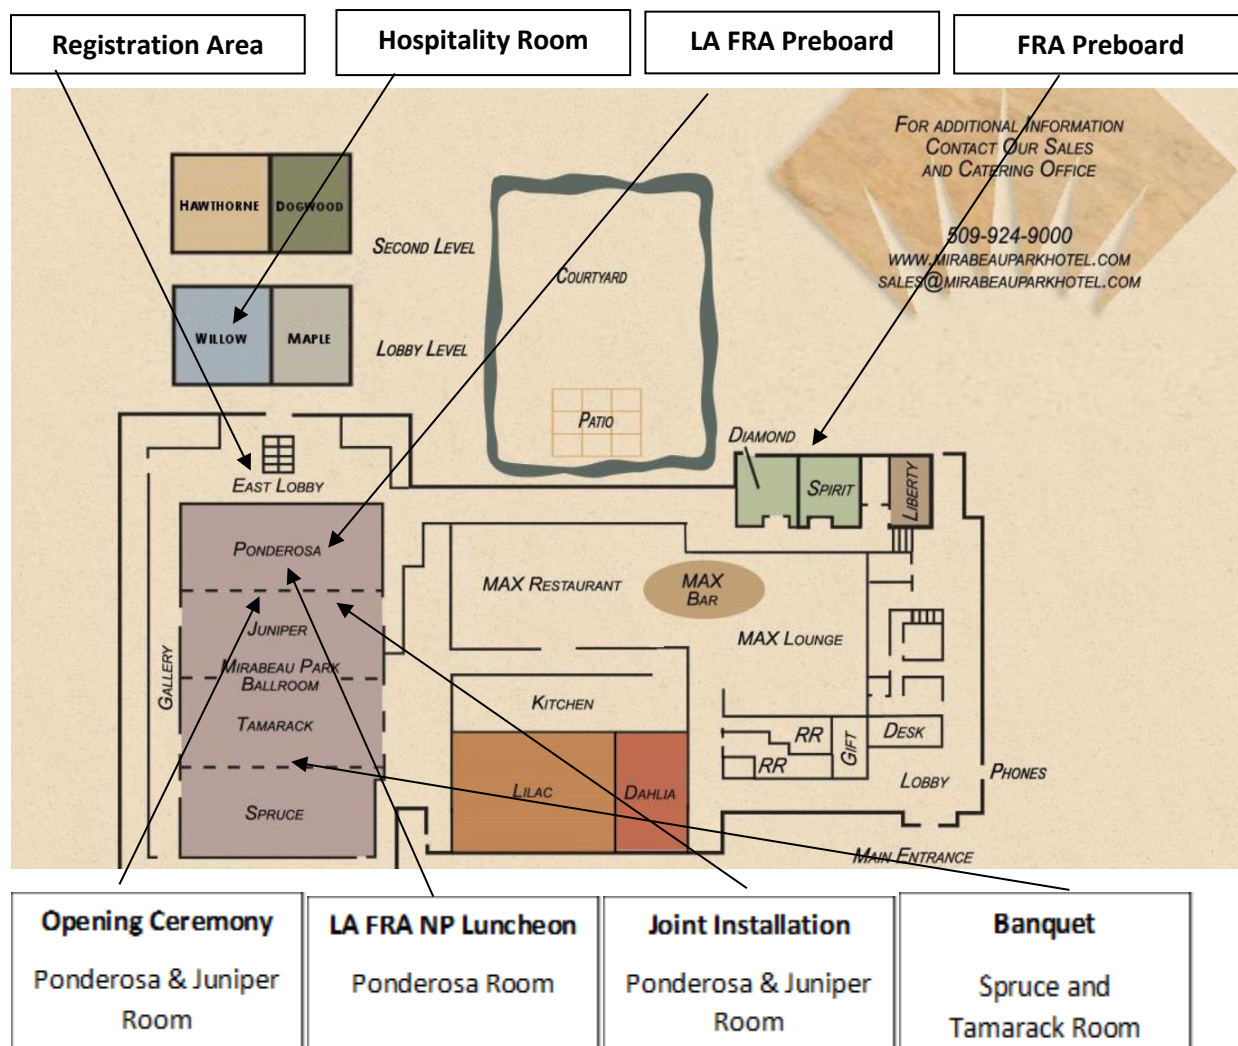 Registration Area
Hospitality Room
LA FRA Preboard
FRA Preboard
FOR ADDITIONAL INFORMATION
CONTACT OUR SALES
AND CATERING OFFICE
509-924-9000
WWW.MIRABEAUPARKHOTEL.COM
SALES@MIRABEAUPARKHOTEL.COM
HAWTHORNE
DOGWOOD
SECOND LEVEL
WILLOW
MAPLE
LOBBY LEVEL
COURTYARD
PATIO
DIAMOND
SPIRIT
LIBERTY
EAST LOBBY
PONDEROSA
JUNIPER
MIRABEAU PARK
BALLROOM
TAMARACK
SPRUCE
GALLERY
MAX RESTAURANT
MAX
BAR
MAX LOUNGE
KITCHEN
LILAC
DAHLIA
RR
RR
GIFT
DESK
LOBBY
PHONES
MAIN ENTRANCE
Opening Ceremony
Ponderosa & Juniper
Room
LA FRA NP Luncheon
Ponderosa Room
Joint Installation
Ponderosa & Juniper
Room
Banquet
Spruce and
Tamarack Room